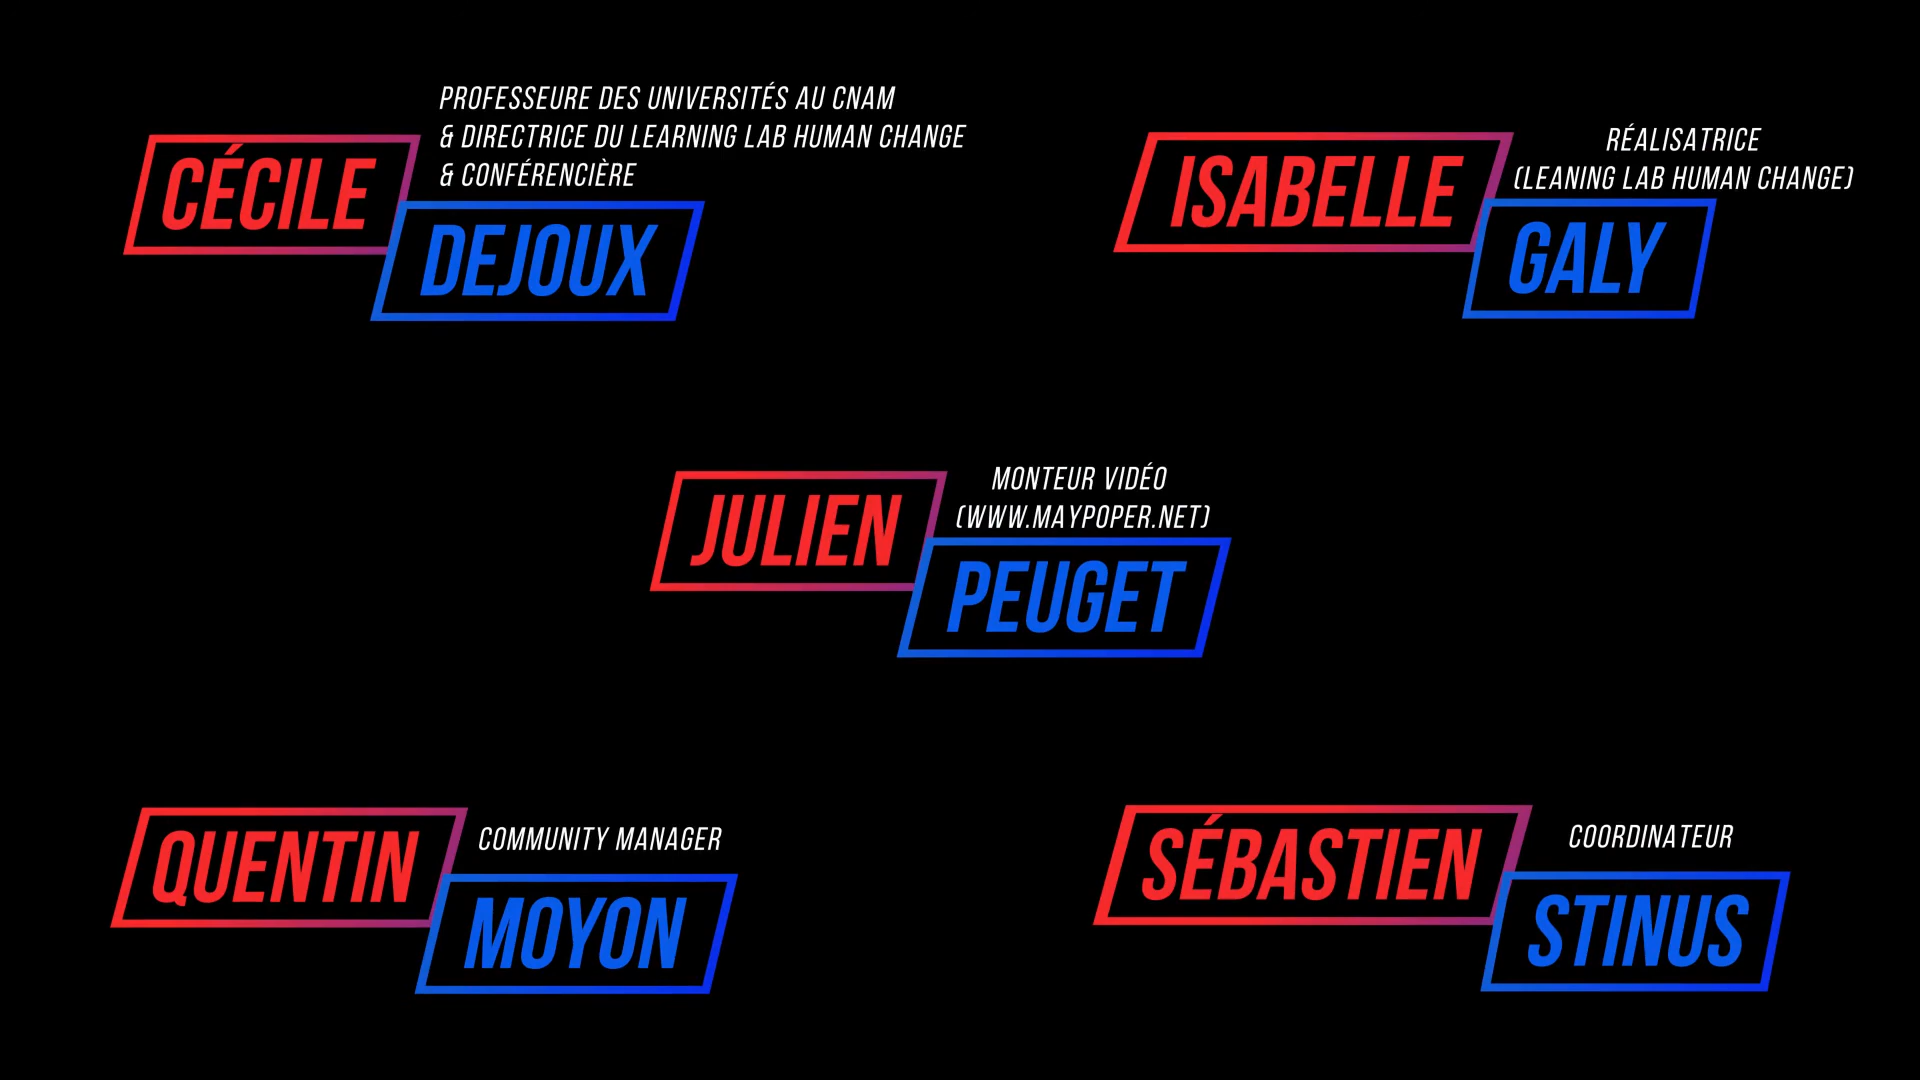 CÉCILE
PROFESSEURE DES UNIVERSITÉS AU CNAM
& DIRECTRICE DU LEARNING LAB HUMAN CHANGE
& CONFÉRENCIÈRE
DEJOUX
ISABELLE
RÉALISATRICE
(LEANING LAB HUMAN CHANGE)
GALY
JULIEN
MONTEUR VIDÉO
(WWW.MAYPOPER.NET)
PEUGET
QUENTIN
COMMUNITY MANAGER
MOYON
SÉBASTIEN
COORDINATEUR
STINUS